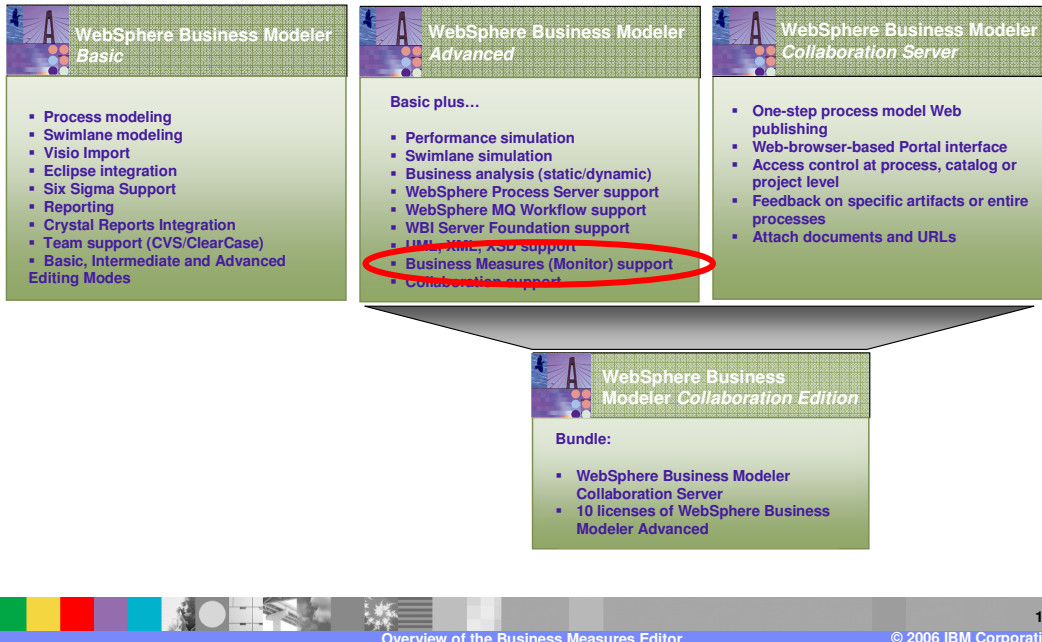 WebSphere Business Modeler
Basic
▪ Process modeling
▪ Swimlane modeling
▪ Visio Import
▪ Eclipse integration
▪ Six Sigma Support
▪ Reporting
▪ Crystal Reports Integration
▪ Team support (CVS/ClearCase)
▪ Basic, Intermediate and Advanced
Editing Modes
WebSphere Business Modeler
Advanced
Basic plus…
▪ Performance simulation
▪ Swimlane simulation
▪ Business analysis (static/dynamic)
▪ WebSphere Process Server support
▪ WebSphere MQ Workflow support
▪ WBI Server Foundation support
▪ UML, XML, XSD support
▪ Business Measures (Monitor) support
▪ Collaboration support
WebSphere Business Modeler
Collaboration Server
▪ One-step process model Web
publishing
▪ Web-browser-based Portal interface
▪ Access control at process, catalog or
project level
▪ Feedback on specific artifacts or entire
processes
▪ Attach documents and URLs
WebSphere Business
Modeler Collaboration Edition
Bundle:
▪ WebSphere Business Modeler
Collaboration Server
▪ 10 licenses of WebSphere Business
Modeler Advanced
1
Overview of the Business Measures Editor
© 2006 IBM Corporati